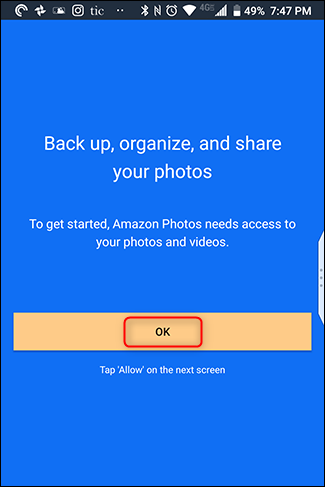 tic 4G 49% 7:47 PM
Back up, organize, and share
your photos
To get started, Amazon Photos needs access to
your photos and videos.
OK
Tap 'Allow' on the next screen